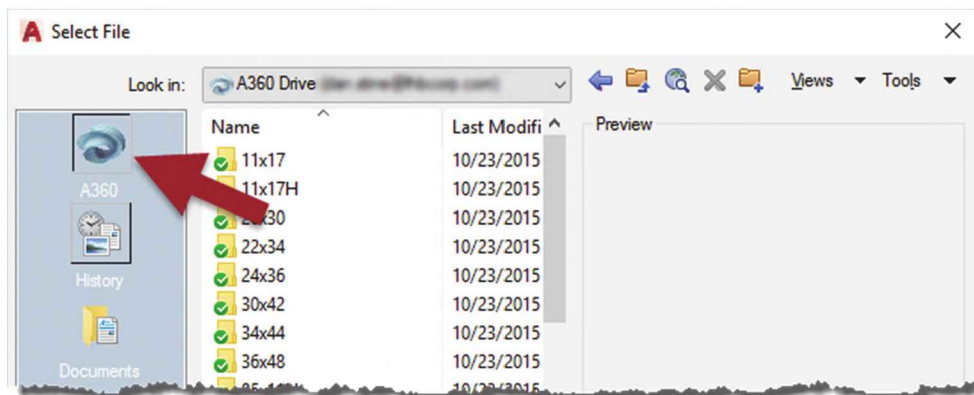 Select File
Look in:
A360 Drive
Views
Tools
A360
History
Documents
Name
Last Modifi
11x17
10/23/2015
11x17H
10/23/2015
10/23/2015
22x34
10/23/2015
24x36
10/23/2015
30x42
10/23/2015
34x44
10/23/2015
36x48
10/23/2015
Preview